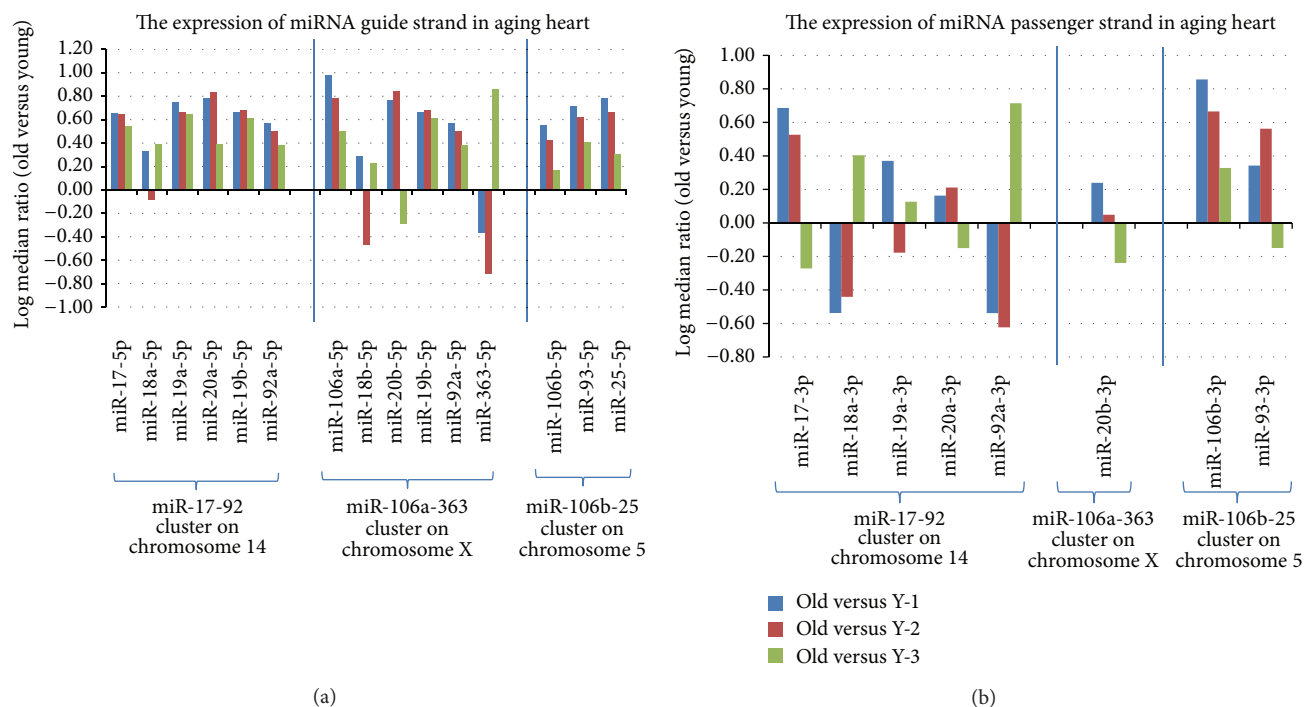 The expression of miRNA guide strand in aging heart
Log median ratio (old versus young)
1.20
1.00
0.80
0.60
0.40
0.20
0.00
−0.20
−0.40
−0.60
−0.80
−1.00
miR-17-5p
miR-18a-5p
miR-19a-5p
miR-20a-5p
miR-19b-5p
miR-92a-5p
miR-106a-5p
miR-18b-5p
miR-20b-5p
miR-19b-5p
miR-92a-5p
miR-363-5p
miR-106b-5p
miR-93-5p
miR-25-5p
miR-17-92
cluster on
chromosome 14
miR-106a-363
cluster on
chromosome X
miR-106b-25
cluster on
chromosome 5
(a)
The expression of miRNA passenger strand in aging heart
Log median ratio (old versus young)
1.00
0.80
0.60
0.40
0.20
0.00
−0.20
−0.40
−0.60
−0.80
miR-17-3p
miR-18a-3p
miR-19a-3p
miR-20a-3p
miR-92a-3p
miR-20b-3p
miR-106b-3p
miR-93-3p
miR-17-92
cluster on
chromosome 14
miR-106a-363
cluster on
chromosome X
miR-106b-25
cluster on
chromosome 5
Old versus Y-1
Old versus Y-2
Old versus Y-3
(b)